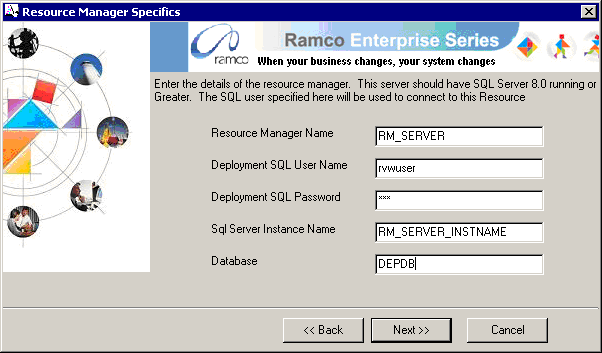 Resource Manager Specifics
ramco
Ramco Enterprise Series
When your business changes, your system changes
Enter the details of the resource manager. This server should have SQL Server 8.0 running or
Greater. The SQL user specified here will be used to connect to this Resource
Resource Manager Name RM_SERVER
Deployment SQL User Name rvwuser
Deployment SQL Password ***
Sql Server Instance Name RM_SERVER_INSTNAME
Database DEPDB
<< Back Next >> Cancel